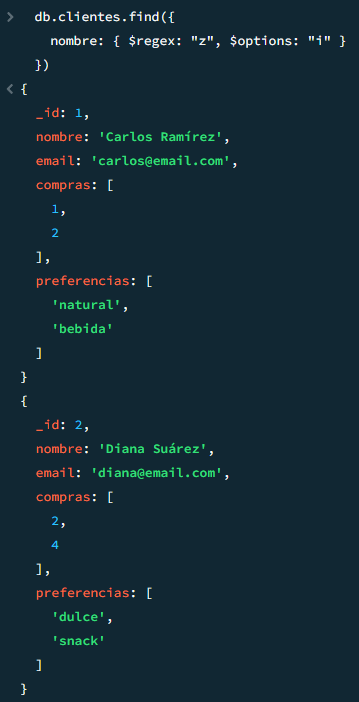 db.clientes.find({
nombre: { $regex: "z", $options: "i" }
})
{
_id: 1,
nombre: 'Carlos Ramírez',
email: 'carlos@email.com',
compras: [
1,
2
],
preferencias: [
'natural',
'bebida'
]
}
{
_id: 2,
nombre: 'Diana Suárez',
email: 'diana@email.com',
compras: [
2,
4
],
preferencias: [
'dulce',
'snack'
]
}